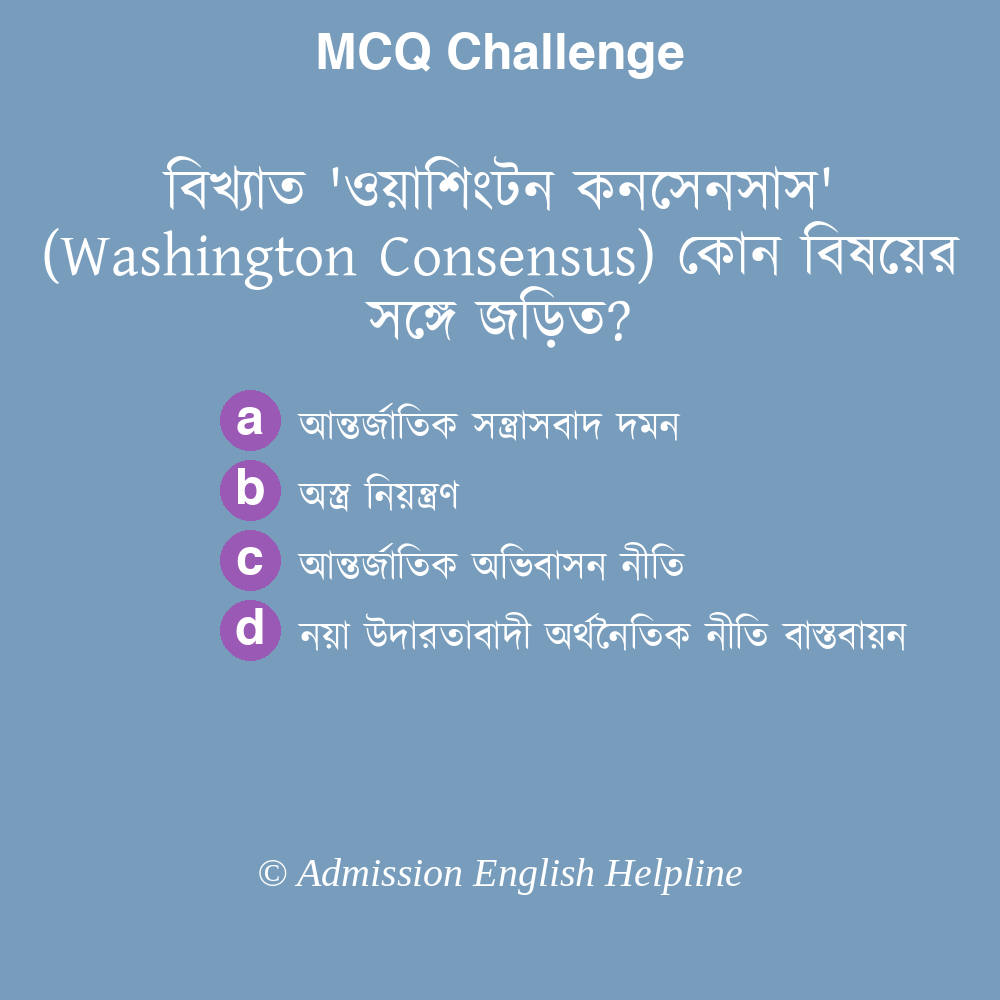 MCQ Challenge
বিখ্যাত 'ওয়াশিংটন কনসেনসাস'
(Washington Consensus) কোন বিষয়ের
সঙ্গে জড়িত?
a আন্তর্জাতিক সন্ত্রাসবাদ দমন
b অস্ত্র নিয়ন্ত্রণ
c আন্তর্জাতিক অভিবাসন নীতি
d নয়া উদারতাবাদী অর্থনৈতিক নীতি বাস্তবায়ন
© Admission English Helpline